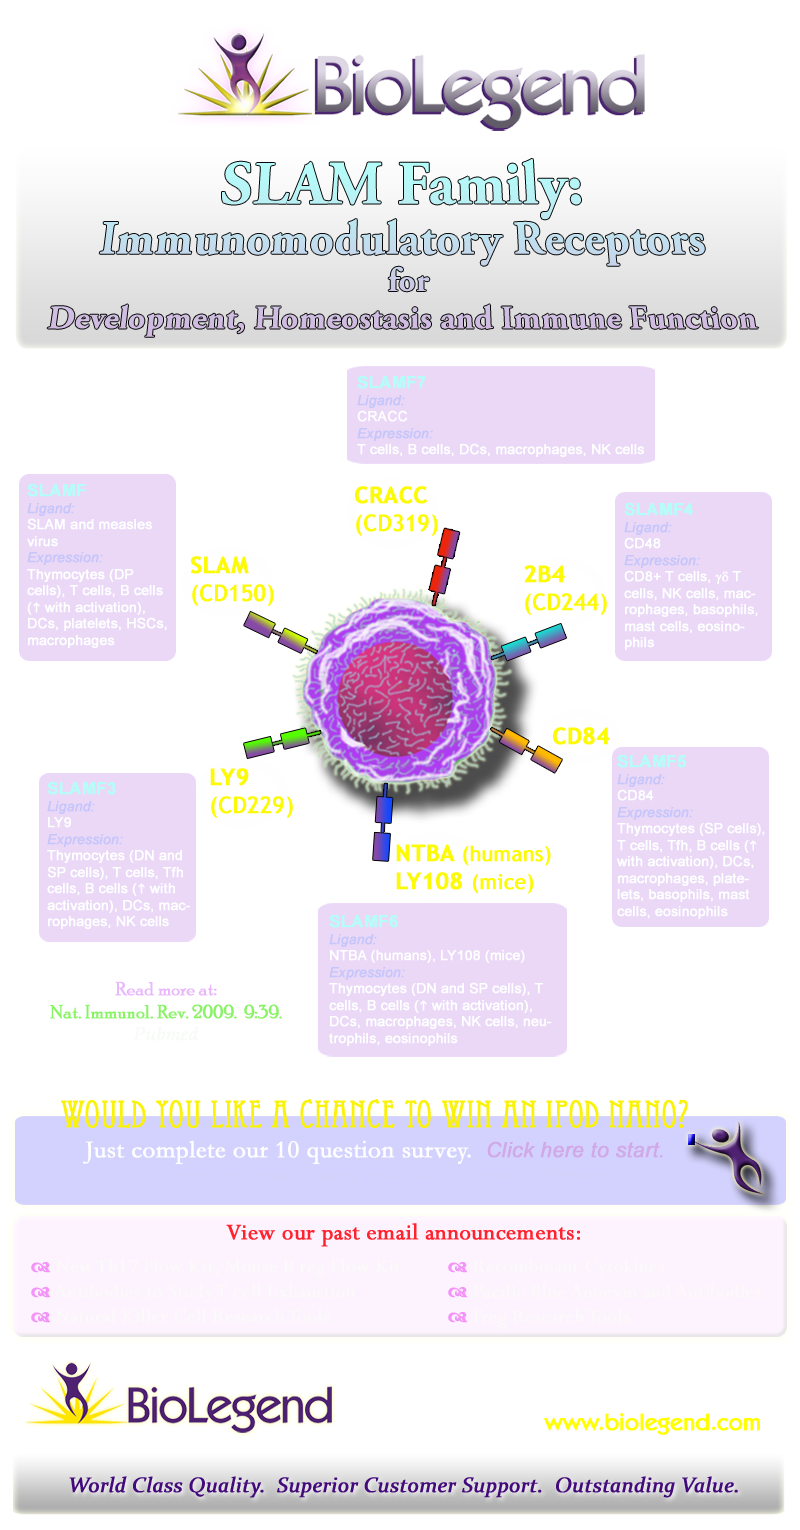 BioLegend
SLAM Family:
Immunomodulatory Receptors
for
Development, Homeostasis and Immune Function
SLAMF7
Ligand:
CRACC
Expression:
T cells, B cells, DCs, macrophages, NK cells
SLAMF
Ligand:
SLAM and measles
virus
Expression:
Thymocytes (DP
cells), T cells, B cells
(↑ with activation),
DCs, platelets, HSCs,
macrophages
CRACC
(CD319)
SLAM
(CD150)
2B4
(CD244)
SLAMF4
Ligand:
CD48
Expression:
CD8+ T cells, γδ T
cells, NK cells, mac-
rophages, basophils,
mast cells, eosino-
phils
CD84
LY9
(CD229)
NTBA (humans)
LY108 (mice)
SLAMF3
Ligand:
LY9
Expression:
Thymocytes (DN and
SP cells), T cells, Tfh
cells, B cells (↑ with
activation), DCs, mac-
rophages, NK cells
SLAMF5
Ligand:
CD84
Expression:
Thymocytes (SP cells),
T cells, Tfh, B cells (↑
with activation), DCs,
macrophages, plate-
lets, basophils, mast
cells, eosinophils
SLAMF6
Ligand:
NTBA (humans), LY108 (mice)
Expression:
Thymocytes (DN and SP cells), T
cells, B cells (↑ with activation),
DCs, macrophages, NK cells, neu-
trophils, eosinophils
Read more at:
Nat. Immunol. Rev. 2009. 9:39.
Pubmed
WOULD YOU LIKE A CHANCE TO WIN AN IPOD NANO?
Just complete our 10 question survey. Click here to start.
View our past email announcements:
BioLegend
www.biolegend.com
World Class Quality. Superior Customer Support. Outstanding Value.